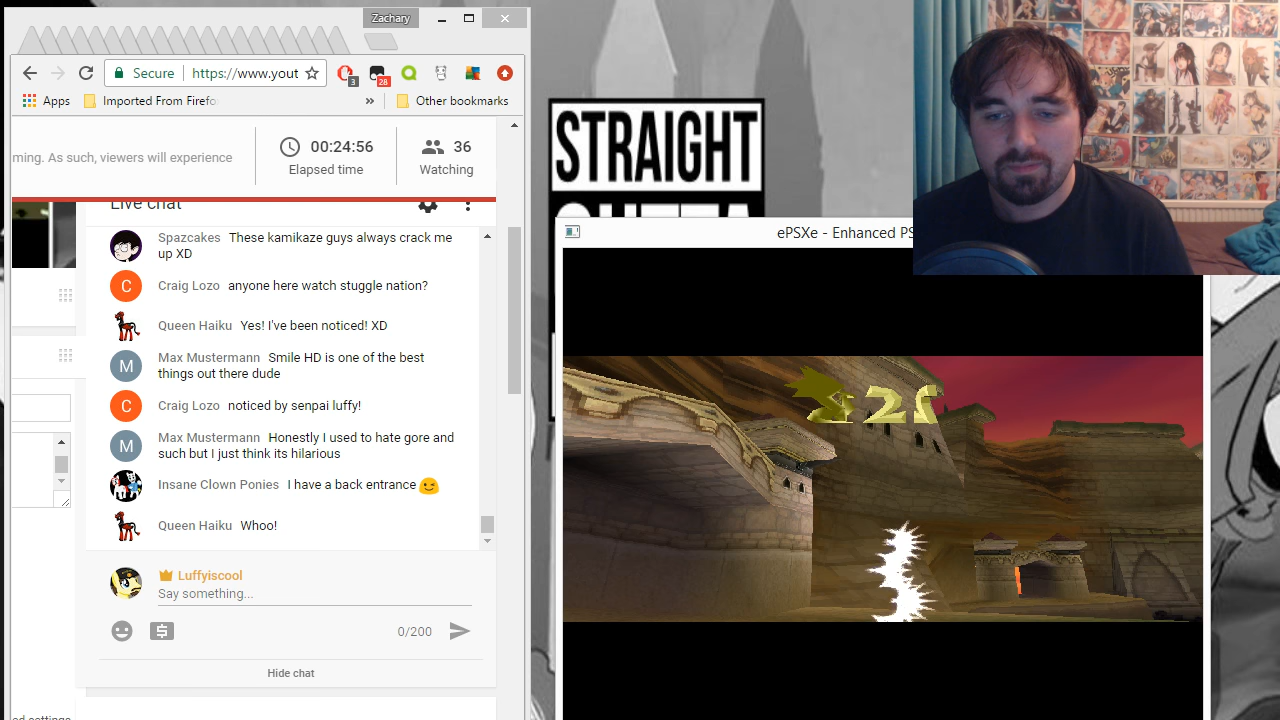 Zachary
Secure
https://www.yout
3
28
Apps
Imported From Firefo
»
Other bookmarks
ming. As such, viewers will experience
00:24:56
Elapsed time
36
Watching
Live chat
Spazcakes These kamikaze guys always crack me
up XD
C
Craig Lozo anyone here watch stuggle nation?
Queen Haiku Yes! I've been noticed! XD
M
Max Mustermann Smile HD is one of the best
things out there dude
C
Craig Lozo noticed by senpai luffy!
M
Max Mustermann Honestly I used to hate gore and
such but I just think its hilarious
Insane Clown Ponies I have a back entrance 😉
Queen Haiku Whoo!
Luffyiscool
Say something...
0/200
Hide chat
ed settings
STRAIGHT
OUTTA
ePSXe - Enhanced PS